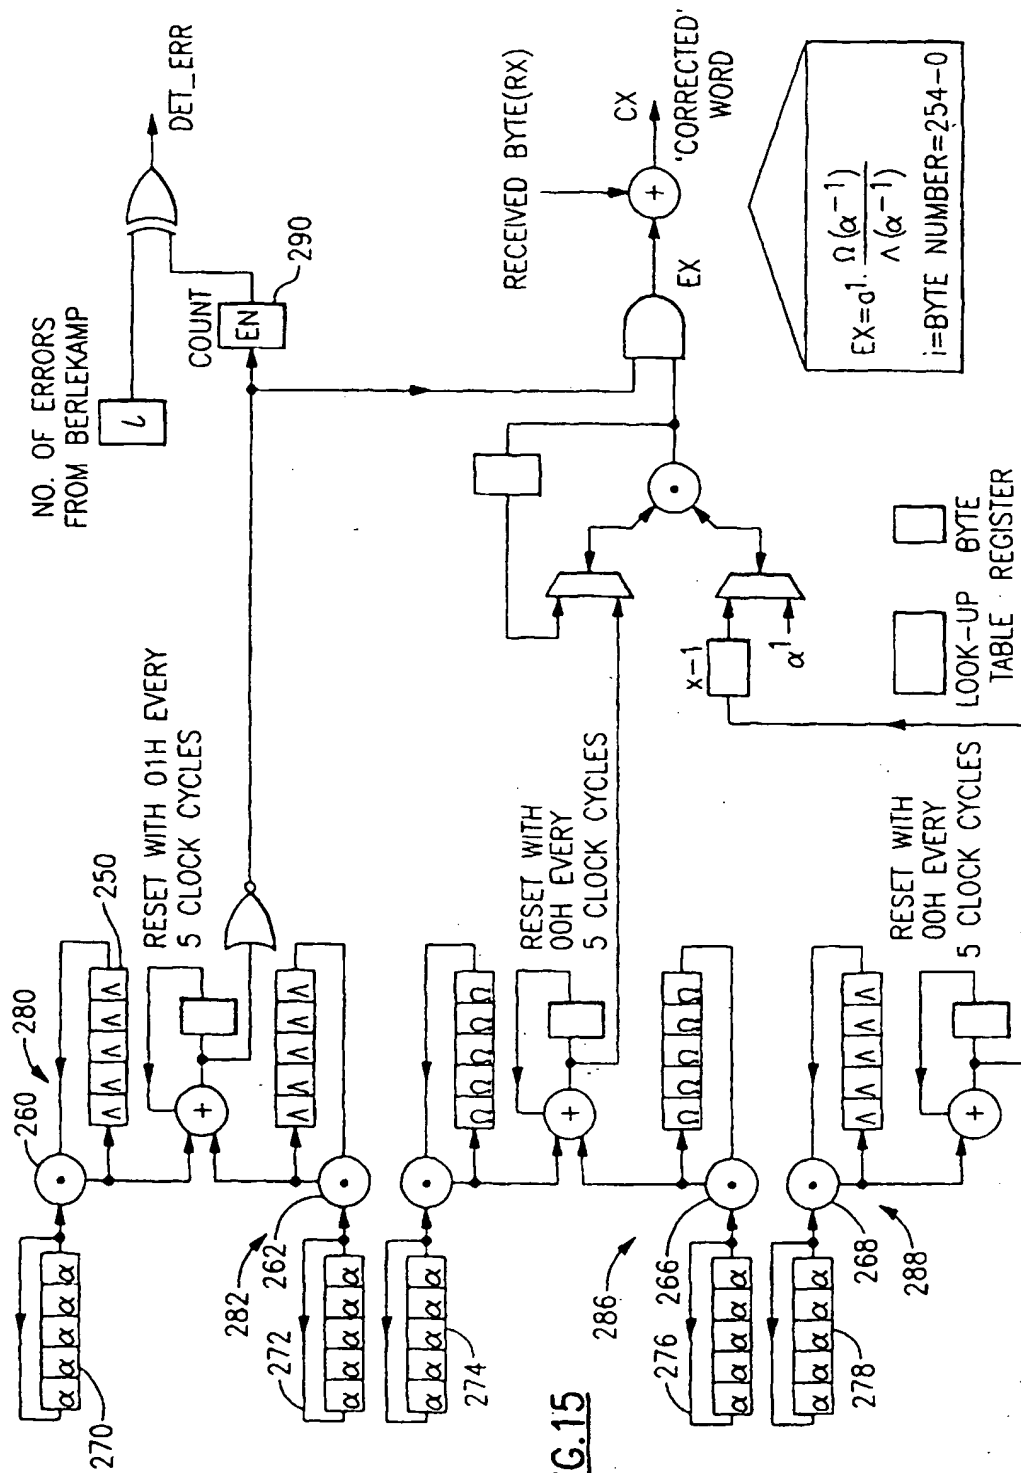 270
α α α α α
260
280
250
Λ Λ Λ Λ Λ
RESET WITH 01H EVERY
5 CLOCK CYCLES
+
272
282
262
α α α α α
Λ Λ Λ Λ Λ
NO. OF ERRORS
FROM BERLEKAMP
l
DET_ERR
COUNT
EN
290
274
α α α α α
Ω Ω Ω Ω Ω
RESET WITH
00H EVERY
5 CLOCK CYCLES
+
286
276
266
α α α α α
Ω Ω Ω Ω Ω
RECEIVED BYTE(RX)
+
EX
CX
'CORRECTED'
WORD
278
268
288
α α α α α
Λ Λ Λ Λ Λ
RESET WITH
00H EVERY
5 CLOCK CYCLES
+
x-1
α¹
LOOK-UP
TABLE
BYTE
REGISTER
EX=a¹. Ω(α⁻¹)
Λ(α⁻¹)
i=BYTE NUMBER=254-0
G.15